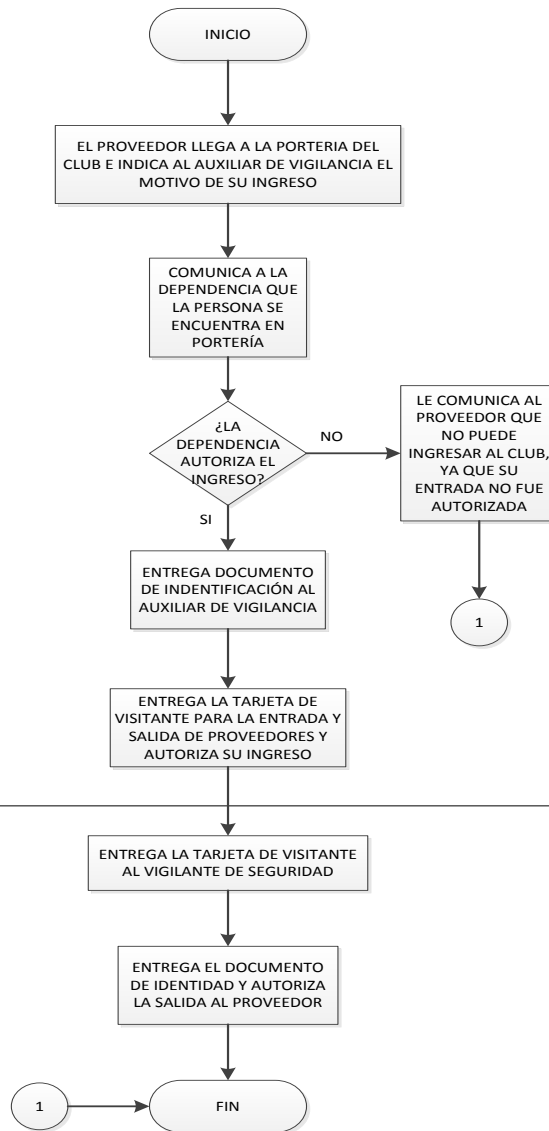 INICIO
EL PROVEEDOR LLEGA A LA PORTERIA DEL
CLUB E INDICA AL AUXILIAR DE VIGILANCIA EL
MOTIVO DE SU INGRESO
COMUNICA A LA
DEPENDENCIA QUE
LA PERSONA SE
ENCUENTRA EN
PORTERÍA
¿LA
DEPENDENCIA
AUTORIZA EL
INGRESO?
NO
LE COMUNICA AL
PROVEEDOR QUE
NO PUEDE
INGRESAR AL CLUB,
YA QUE SU
ENTRADA NO FUE
AUTORIZADA
SI
1
ENTREGA DOCUMENTO
DE INDENTIFICACIÓN AL
AUXILIAR DE VIGILANCIA
ENTREGA LA TARJETA DE
VISITANTE PARA LA ENTRADA Y
SALIDA DE PROVEEDORES Y
AUTORIZA SU INGRESO
ENTREGA LA TARJETA DE VISITANTE
AL VIGILANTE DE SEGURIDAD
ENTREGA EL DOCUMENTO
DE IDENTIDAD Y AUTORIZA
LA SALIDA AL PROVEEDOR
1
FIN